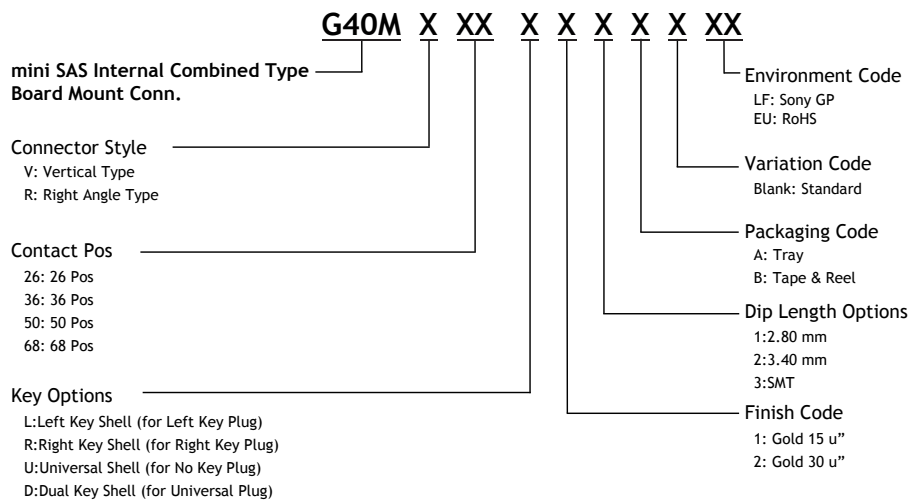 G40M X XX X X X X X XX
mini SAS Internal Combined Type
Board Mount Conn.
Connector Style
V: Vertical Type
R: Right Angle Type
Contact Pos
26: 26 Pos
36: 36 Pos
50: 50 Pos
68: 68 Pos
Key Options
L:Left Key Shell (for Left Key Plug)
R:Right Key Shell (for Right Key Plug)
U:Universal Shell (for No Key Plug)
D:Dual Key Shell (for Universal Plug)
Environment Code
LF: Sony GP
EU: RoHS
Variation Code
Blank: Standard
Packaging Code
A: Tray
B: Tape & Reel
Dip Length Options
1:2.80 mm
2:3.40 mm
3:SMT
Finish Code
1: Gold 15 u”
2: Gold 30 u”